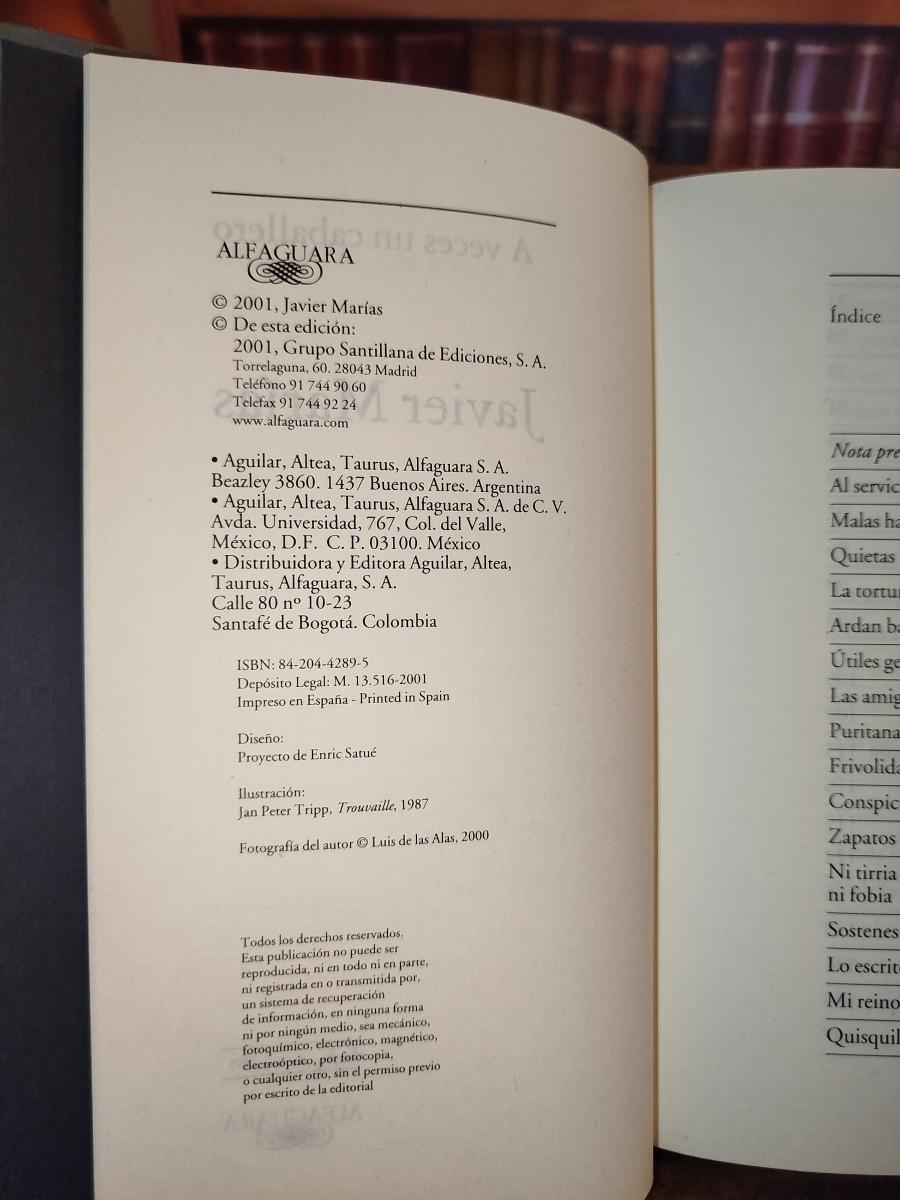 ALFAGUARA
© 2001, Javier Marías
© De esta edición:
2001, Grupo Santillana de Ediciones, S. A.
Torrelaguna, 60. 28043 Madrid
Teléfono 91 744 90 60
Telefax 91 744 92 24
www.alfaguara.com
• Aguilar, Altea, Taurus, Alfaguara S. A.
Beazley 3860. 1437 Buenos Aires. Argentina
• Aguilar, Altea, Taurus, Alfaguara S. A. de C. V.
Avda. Universidad, 767, Col. del Valle,
México, D.F. C. P. 03100. México
• Distribuidora y Editora Aguilar, Altea,
Taurus, Alfaguara, S. A.
Calle 80 nº 10-23
Santafé de Bogotá. Colombia
ISBN: 84-204-4289-5
Depósito Legal: M. 13.516-2001
Impreso en España - Printed in Spain
Diseño:
Proyecto de Enric Satué
Ilustración:
Jan Peter Tripp, Trouvaille, 1987
Fotografía del autor © Luis de las Alas, 2000
Todos los derechos reservados.
Esta publicación no puede ser
reproducida, ni en todo ni en parte,
ni registrada en o transmitida por,
un sistema de recuperación
de información, en ninguna forma
ni por ningún medio, sea mecánico,
fotoquímico, electrónico, magnético,
electroóptico, por fotocopia,
o cualquier otro, sin el permiso previo
por escrito de la editorial
A veces un caballero
Javier Marías
ALFAGUARA
Índice
Nota pre
Al servic
Malas ha
Quietas
La tortu
Ardan ba
Útiles ge
Las amig
Puritana
Frivolida
Conspic
Zapatos
Ni tirria
ni fobia
Sostenes
Lo escrit
Mi reino
Quisquil